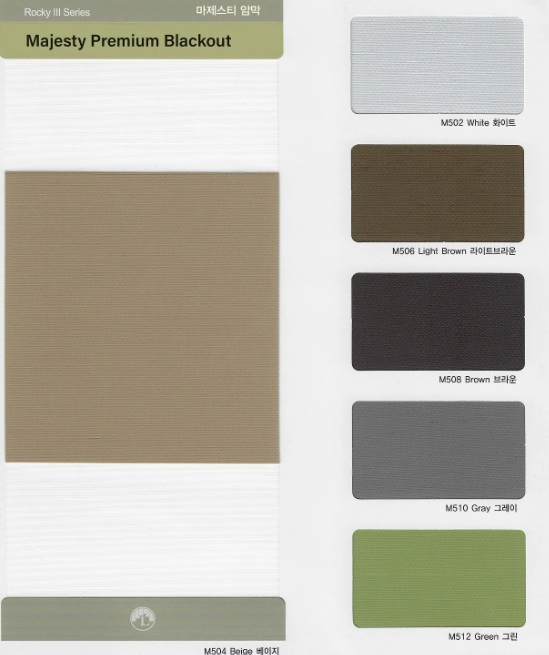 Rocky III Series
마제스티 암막
Majesty Premium Blackout
M502 White 화이트
M506 Light Brown 라이트브라운
M508 Brown 브라운
M510 Gray 그레이
M512 Green 그린
L
M504 Beige 베이지